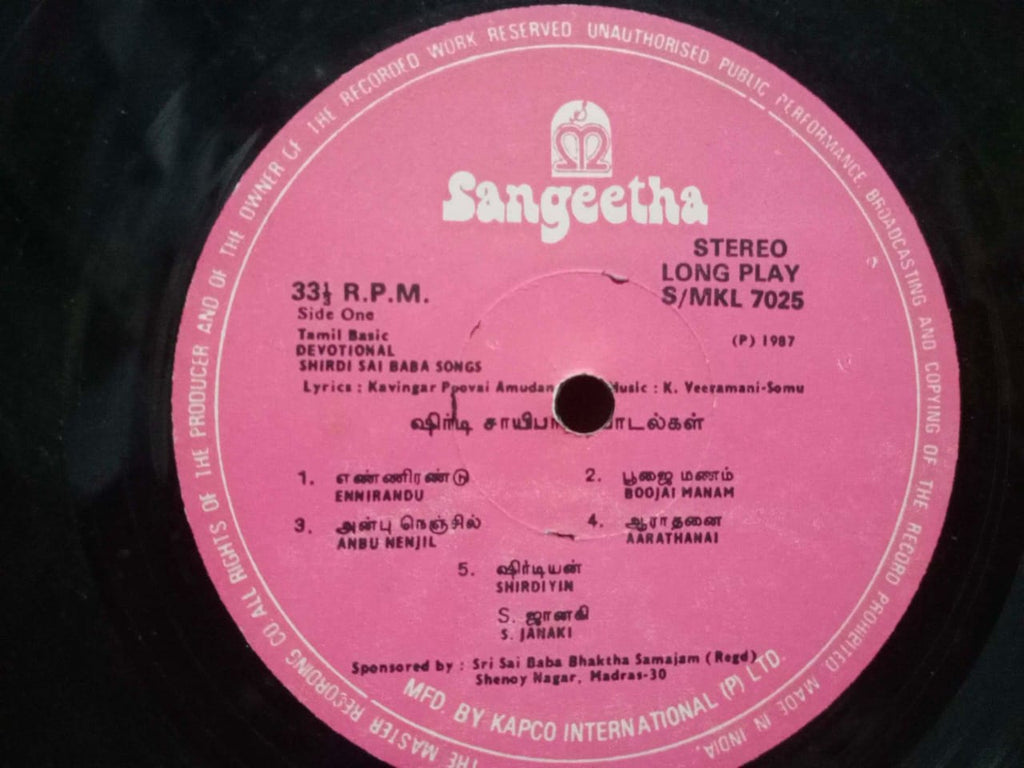 THE MASTER RECORDING CO ALL RIGHTS OF THE PRODUCER AND OF THE OWNER OF THE RECORDED WORK RESERVED UNAUTHORISED PUBLIC PERFORMANCE. BROADCASTING AND COPYING OF THE RECORD PROHIBITED. MADE IN INDIA.
Sangeetha
STEREO
LONG PLAY
33⅓ R.P.M. S/MKL 7025
Side One
Tamil Basic (P) 1987
DEVOTIONAL
SHIRDI SAI BABA SONGS
Lyrics : Kavingar Poovai Amudan Music : K. Veeramani-Somu
ஷிர்டி சாயிபா பாடல்கள்
1. எண்ணிரண்டு 2. பூஜை மணம்
ENNIRANDU BOOJAI MANAM
3. அன்பு நெஞ்சில் 4. ஆராதனை
ANBU NENJIL AARATHANAI
5. ஷிர்டியின்
SHIRDIYIN
S. ஜானகி
S. JANAKI
Sponsored by : Sri Sai Baba Bhaktha Samajam (Regd)
Shenoy Nagar, Madras-30
MFD. BY KAPCO INTERNATIONAL (P) LTD.